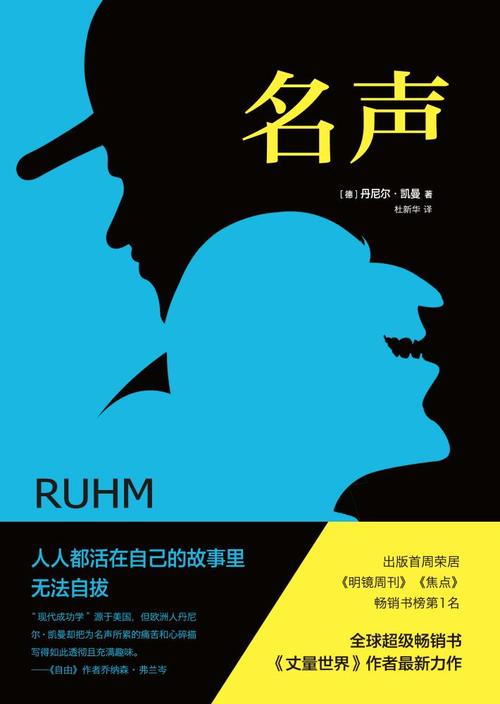 名声
[德] 丹尼尔·凯曼 著
杜新华 译
RUHM
人人都活在自己的故事里
无法自拔
“现代成功学”源于美国，但欧洲人丹尼
尔·凯曼却把为名声所累的痛苦和心碎描
写得如此透彻且充满趣味。
——《自由》作者乔纳森·弗兰岑
出版首周荣居
《明镜周刊》《焦点》
畅销书榜第1名
全球超级畅销书
《丈量世界》作者最新力作